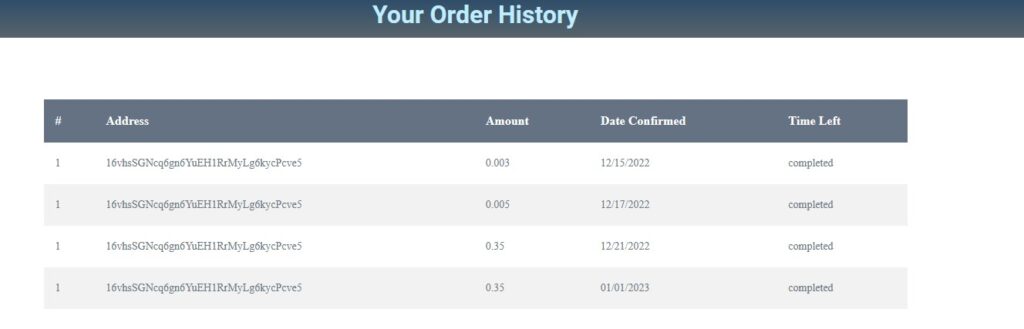 Your Order History
# Address Amount Date Confirmed Time Left
1 16vhsSGNcq6gn6YuEH1RrMyLg6kycPcve5 0.003 12/15/2022 completed
1 16vhsSGNcq6gn6YuEH1RrMyLg6kycPcve5 0.005 12/17/2022 completed
1 16vhsSGNcq6gn6YuEH1RrMyLg6kycPcve5 0.35 12/21/2022 completed
1 16vhsSGNcq6gn6YuEH1RrMyLg6kycPcve5 0.35 01/01/2023 completed